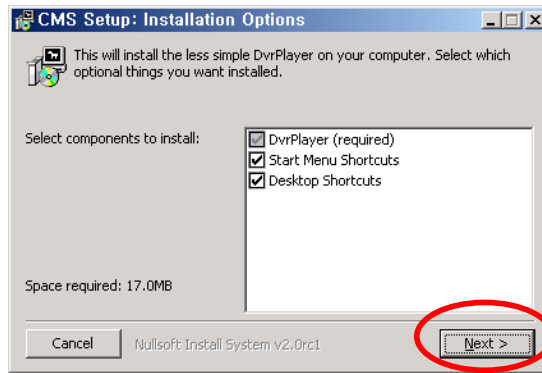 CMS Setup: Installation Options
This will install the less simple DvrPlayer on your computer. Select which
optional things you want installed.
Select components to install:
DvrPlayer (required)
Start Menu Shortcuts
Desktop Shortcuts
Space required: 17.0MB
Cancel
Nullsoft Install System v2.0rc1
Next >